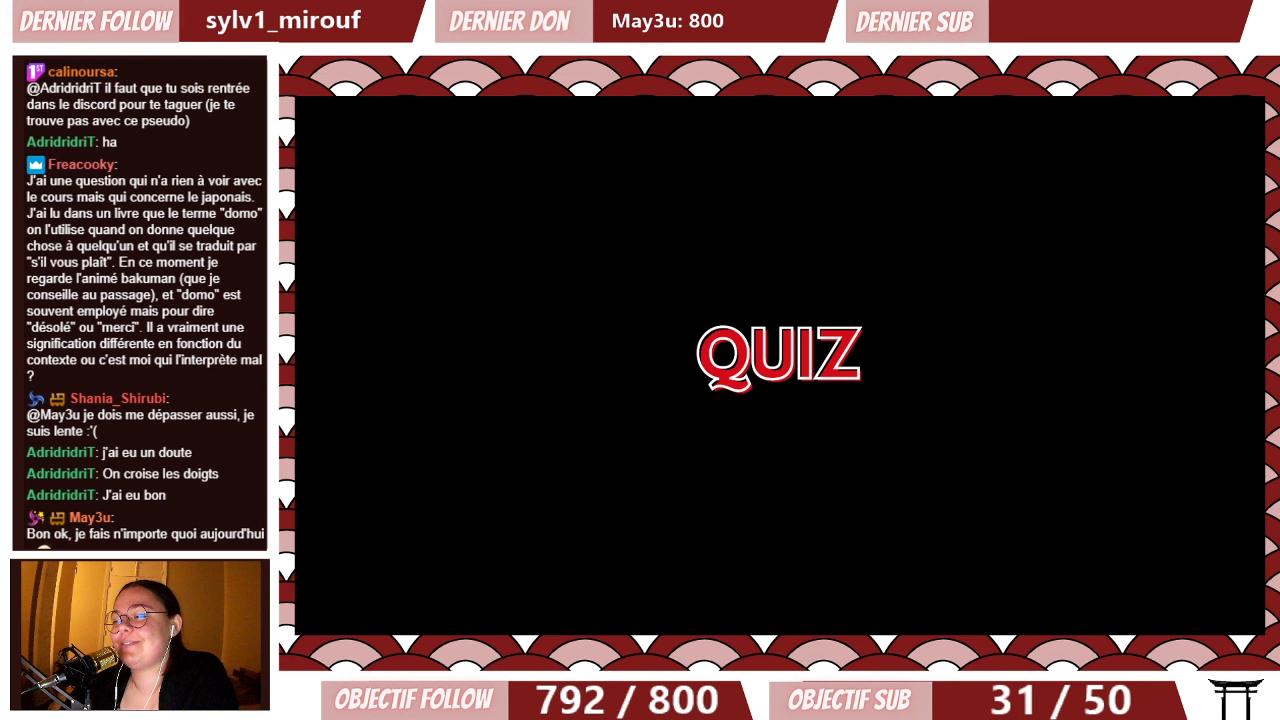 DERNIER FOLLOW
sylv1_mirouf
DERNIER DON
May3u: 800
DERNIER SUB
calinoursa:
@AdridridriT il faut que tu sois rentrée
dans le discord pour te taguer (je te
trouve pas avec ce pseudo)
AdridridriT: ha
Freacooky:
J'ai une question qui n'a rien à voir avec
le cours mais qui concerne le japonais.
J'ai lu dans un livre que le terme "domo"
on l'utilise quand on donne quelque
chose à quelqu'un et qu'il se traduit par
"s'il vous plaît". En ce moment je
regarde l'animé bakuman (que je
conseille au passage), et "domo" est
souvent employé mais pour dire
"désolé" ou "merci". Il a vraiment une
signification différente en fonction du
contexte ou c'est moi qui l'interprète mal
?
Shania_Shirubi:
@May3u je dois me dépasser aussi, je
suis lente :'(
AdridridriT: j'ai eu un doute
AdridridriT: On croise les doigts
AdridridriT: J'ai eu bon
May3u:
Bon ok, je fais n'importe quoi aujourd'hui
QUIZ
OBJECTIF FOLLOW
792 / 800
OBJECTIF SUB
31 / 50